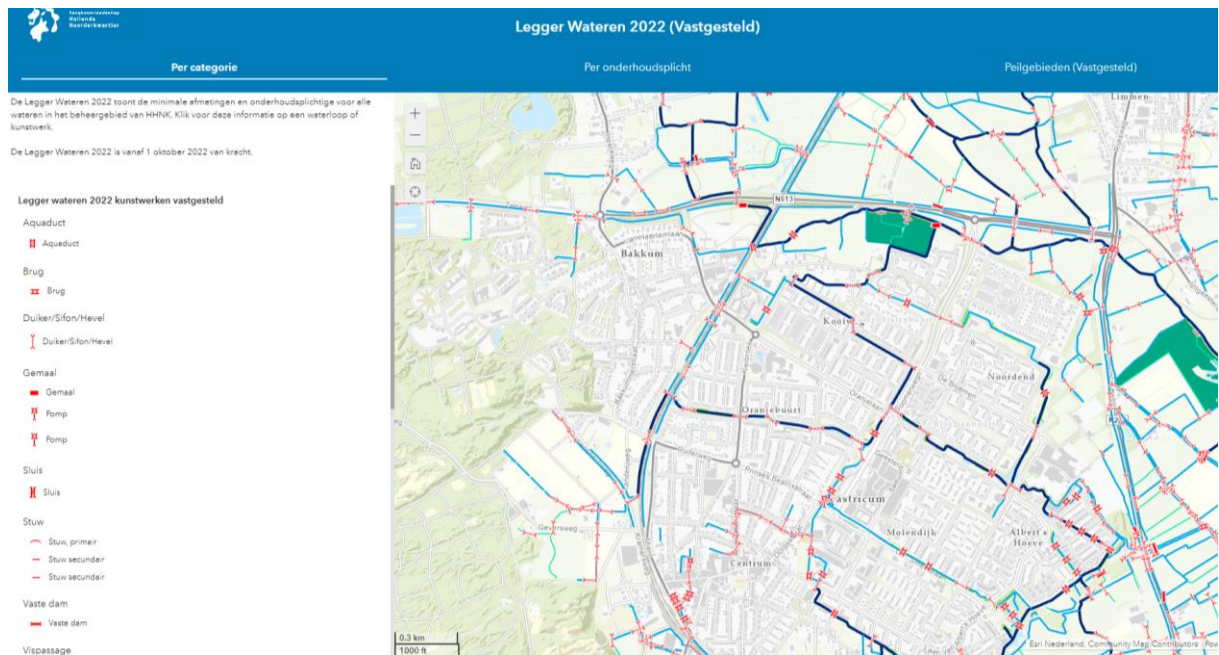 hoogheemraadschap
Hollands
Noorderkwartier
Legger Wateren 2022 (Vastgesteld)
Per categorie
Per onderhoudsplicht
Peilgebieden (Vastgesteld)
De Legger Wateren 2022 toont de minimale afmetingen en onderhoudsplichtige voor alle
wateren in het beheergebied van HHNK. Klik voor deze informatie op een waterloop of
kunstwerk.
De Legger Wateren 2022 is vanaf 1 oktober 2022 van kracht.
Legger wateren 2022 kunstwerken vastgesteld
Aquaduct
Aquaduct
Brug
Brug
Duiker/Sifon/Hevel
Duiker/Sifon/Hevel
Gemaal
Gemaal
Pomp
Pomp
Sluis
Sluis
Stuw
Stuw, primair
Stuw secundair
Stuw secundair
Vaste dam
Vaste dam
Vispassage
Limmen
N513
Bakkum
Noordend
Oranjebuurt
Oranjelaan
De Bloemen
Ruiterweg
Prinses Beatrixstraat
Castricum
Geversweg
Molendijk
Albert's
Hoeve
Centrum
0.3 km
1000 ft
Esri Nederland, Community Map Contributors